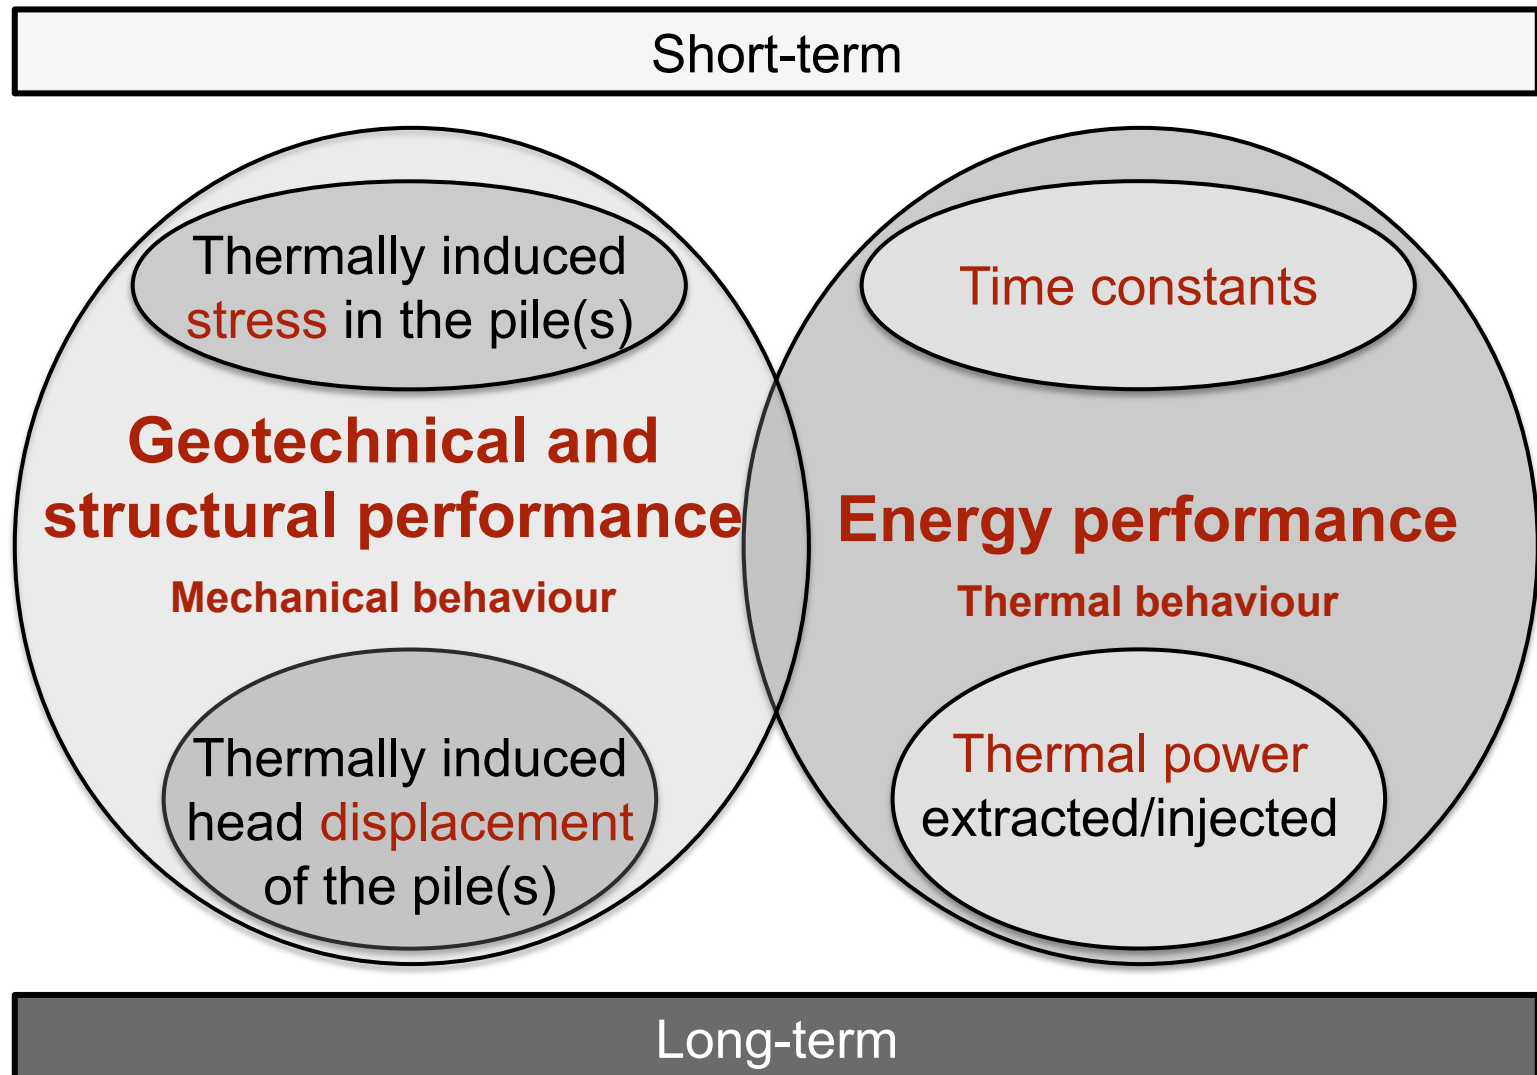 Short-term
Thermally induced
stress in the pile(s)
Geotechnical and
structural performance
Mechanical behaviour
Thermally induced
head displacement
of the pile(s)
Time constants
Energy performance
Thermal behaviour
Thermal power
extracted/injected
Long-term